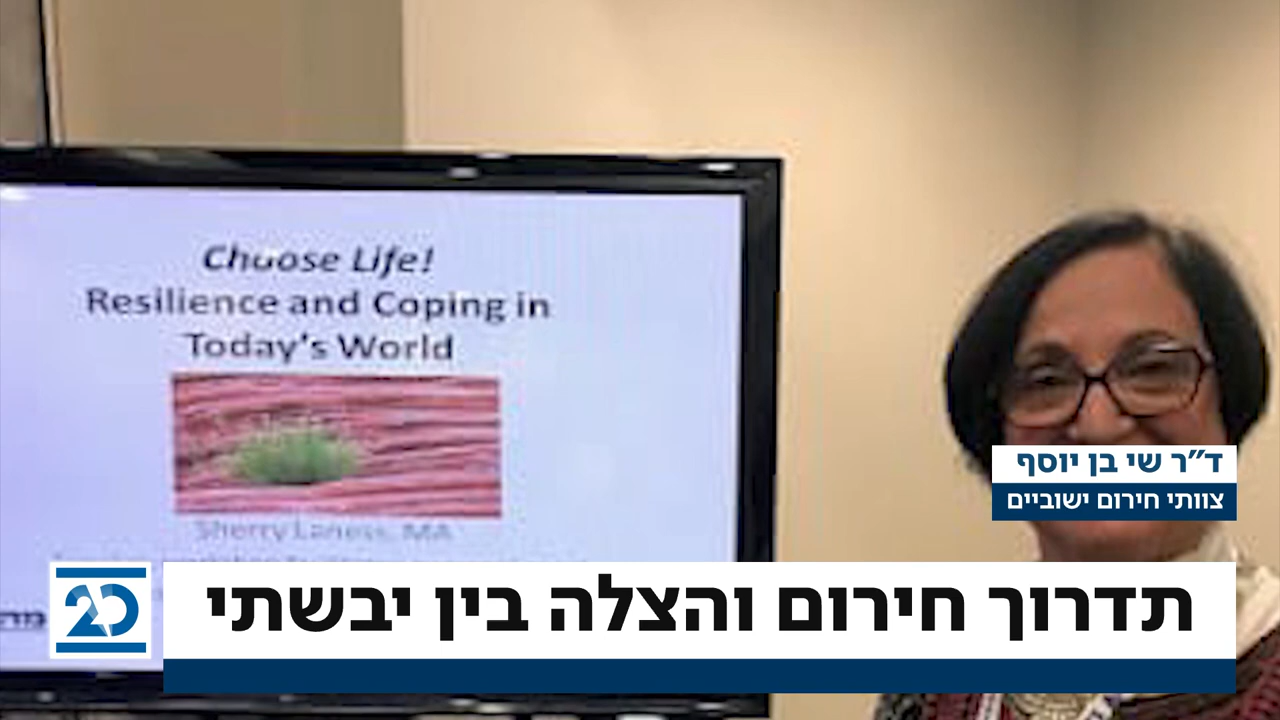 Choose Life!
Resilience and Coping in
Today's World
Sherry Laness, MA
ד"ר שי בן יוסף
צוותי חירום ישוביים
תדרוך חירום והצלה בין יבשתי
20